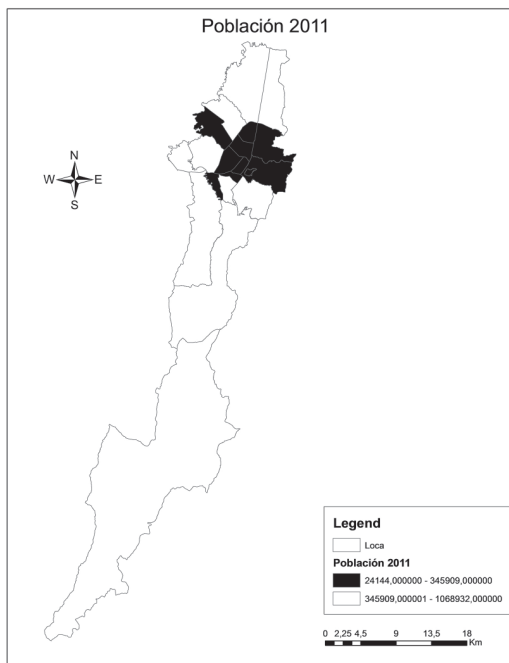 Población 2011
N
W E
S
Legend
Loca
Población 2011
24144,000000 - 345909,000000
345909,000001 - 1068932,000000
0 2,25 4,5 9 13,5 18
Km